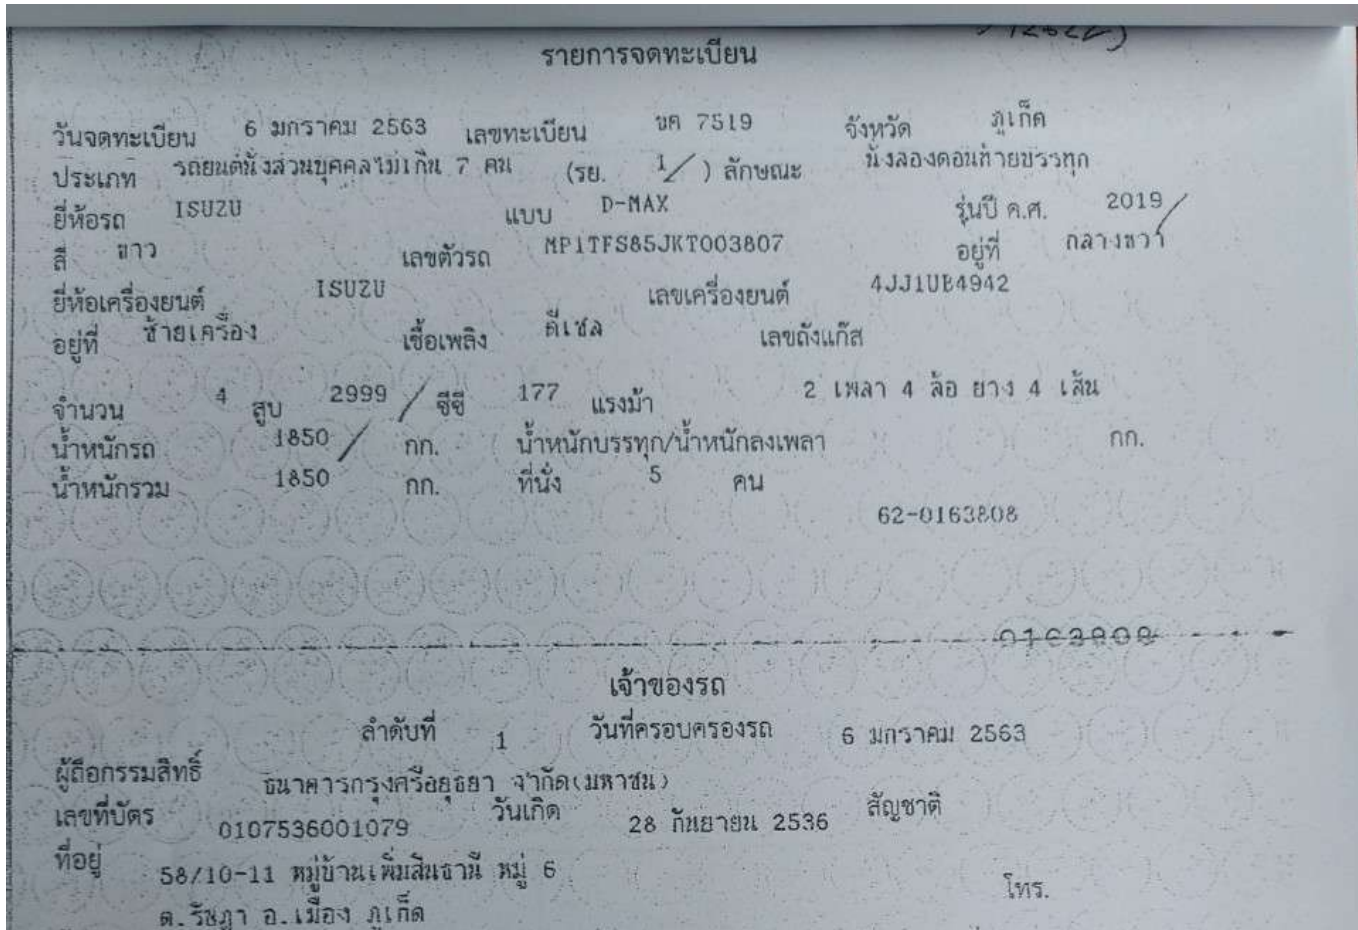 รายการจดทะเบียน
วันจดทะเบียน 6 มกราคม 2563 เลขทะเบียน ขค 7519 จังหวัด ภูเก็ต
ประเภท รถยนต์นั่งส่วนบุคคลไม่เกิน 7 คน (รย. 1/ ) ลักษณะ นั่งสองตอนท้ายบรรทุก
ยี่ห้อรถ ISUZU แบบ D-MAX รุ่นปี ค.ศ. 2019
สี ขาว เลขตัวรถ MP1TFS85JKT003807 อยู่ที่ กลางขวา
ยี่ห้อเครื่องยนต์ ISUZU เลขเครื่องยนต์ 4JJ1UB4942
อยู่ที่ ซ้ายเครื่อง เชื้อเพลิง ดีเซล เลขถังแก๊ส
จำนวน 4 สูบ 2999 ซีซี 177 แรงม้า 2 เพลา 4 ล้อ ยาง 4 เส้น
น้ำหนักรถ 1850 กก. น้ำหนักบรรทุก/น้ำหนักลงเพลา กก.
น้ำหนักรวม 1850 กก. ที่นั่ง 5 คน
62-0163808
0163808
เจ้าของรถ
ลำดับที่ 1 วันที่ครอบครองรถ 6 มกราคม 2563
ผู้ถือกรรมสิทธิ์ ธนาคารกรุงศรีอยุธยา จำกัด(มหาชน)
เลขที่บัตร 0107536001079 วันเกิด 28 กันยายน 2536 สัญชาติ
ที่อยู่ 58/10-11 หมู่บ้านเพิ่มสินธานี หมู่ 6 โทร.
ต.รัษฎา อ.เมือง ภูเก็ต